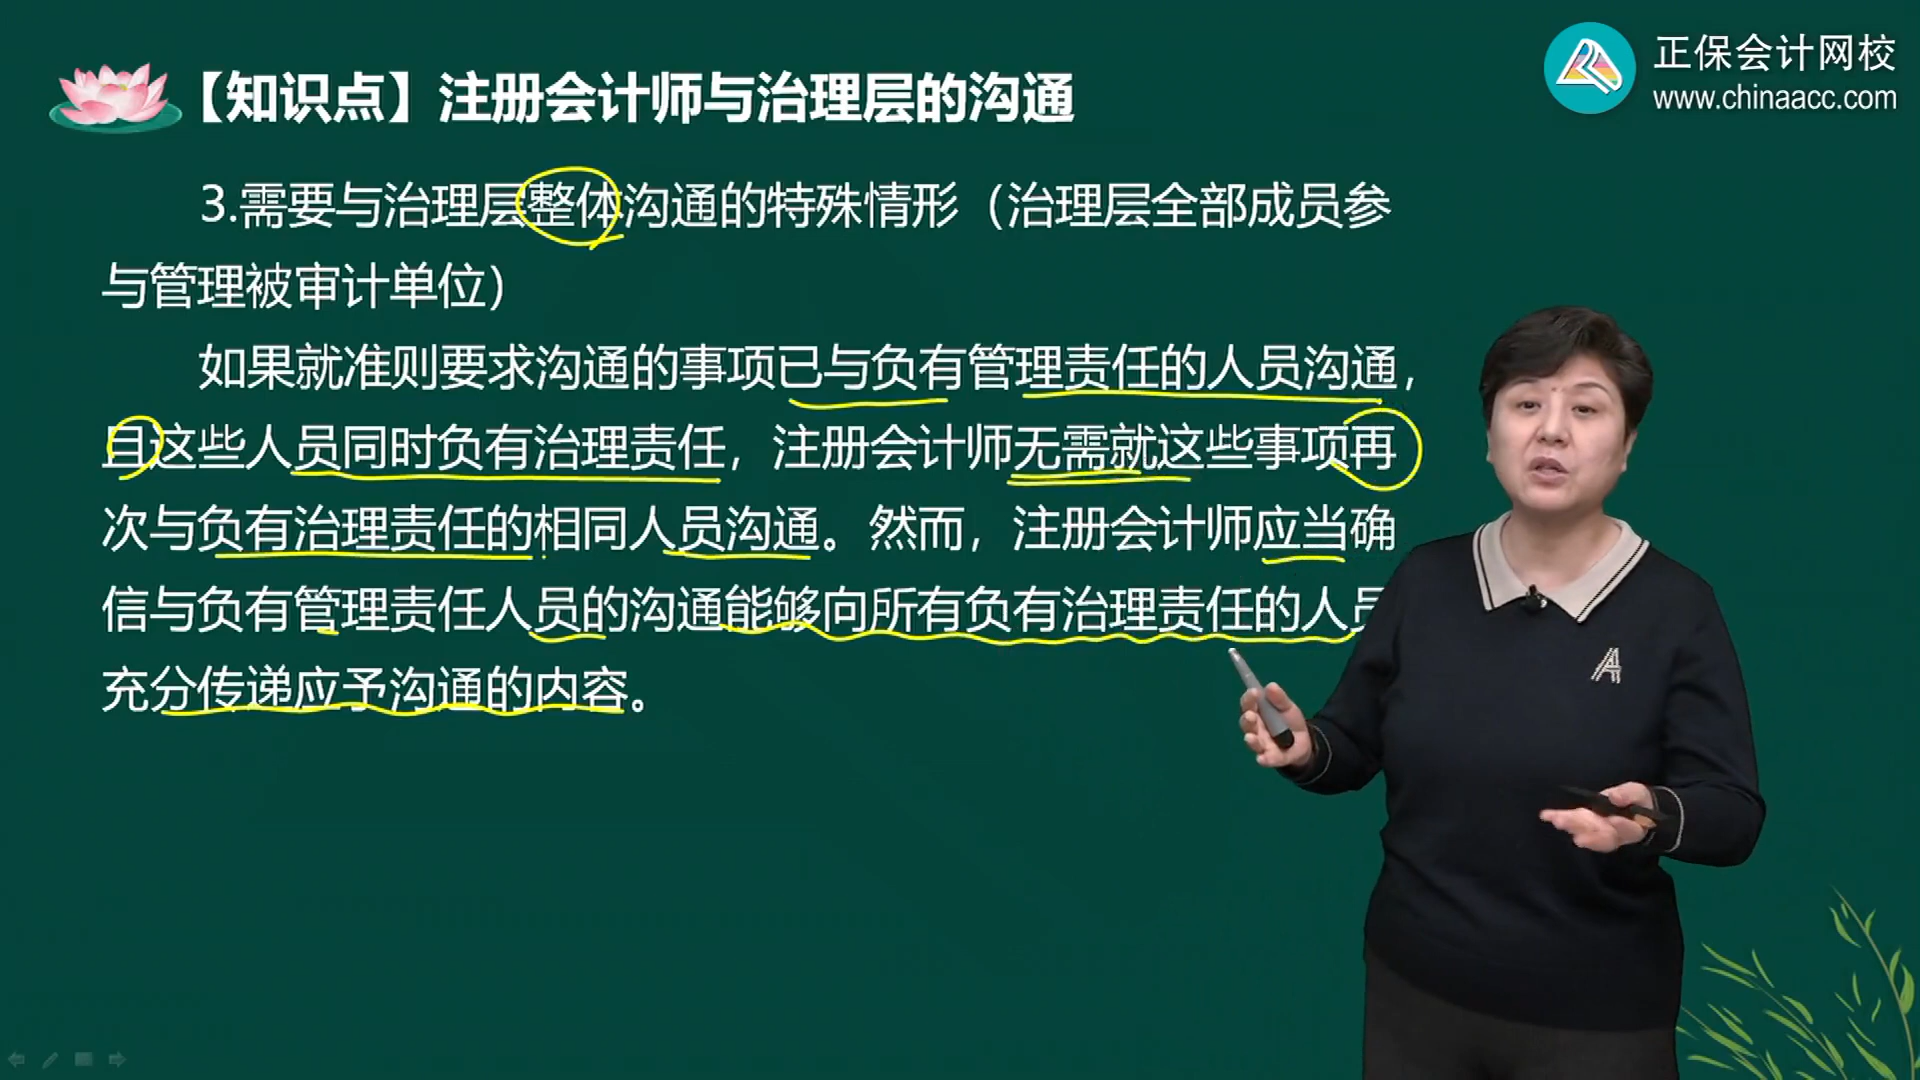 正保会计网校
www.chinaacc.com
【知识点】注册会计师与治理层的沟通
3.需要与治理层整体沟通的特殊情形（治理层全部成员参
与管理被审计单位）
如果就准则要求沟通的事项已与负有管理责任的人员沟通，
且这些人员同时负有治理责任，注册会计师无需就这些事项再
次与负有治理责任的相同人员沟通。然而，注册会计师应当确
信与负有管理责任人员的沟通能够向所有负有治理责任的人员
充分传递应予沟通的内容。
A